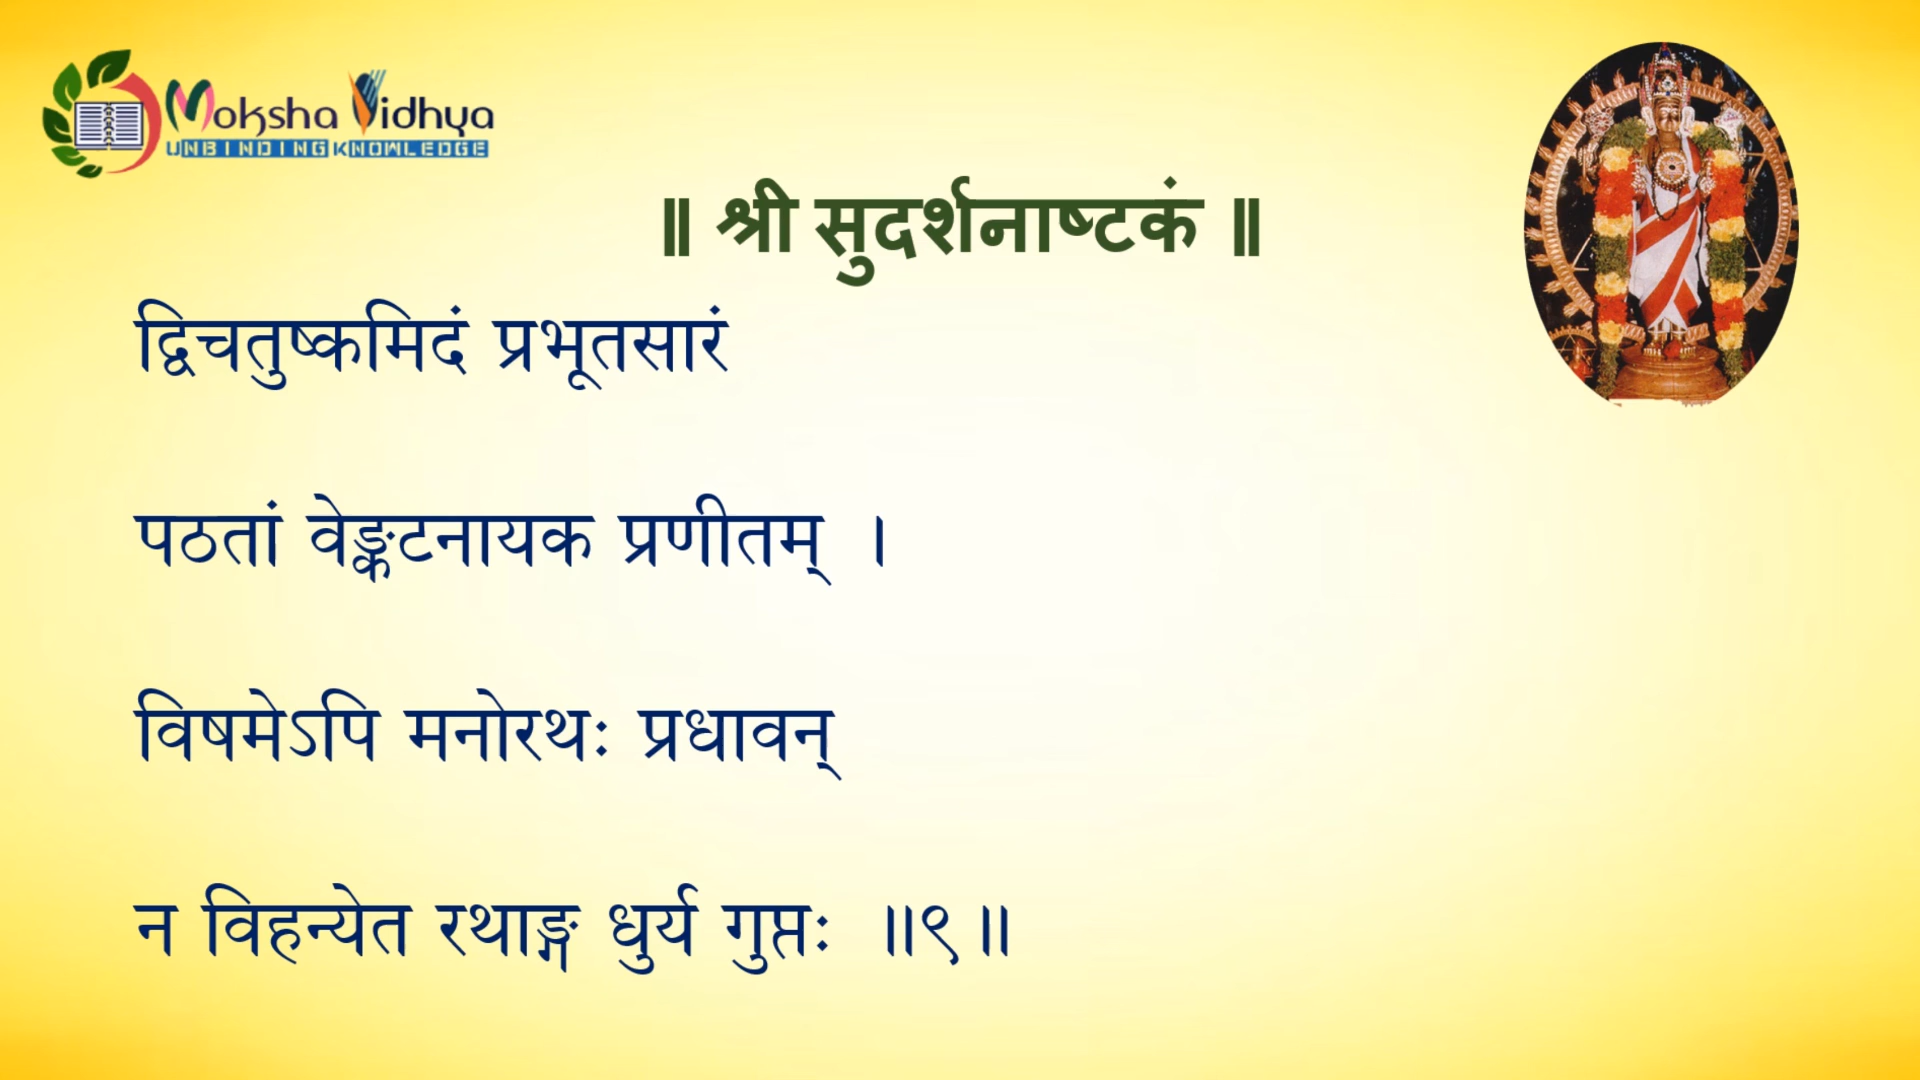 Moksha Vidhya
UNBINDING KNOWLEDGE
॥ श्री सुदर्शनाष्टकं ॥
द्विचतुष्कमिदं प्रभूतसारं
पठतां वेङ्कटनायक प्रणीतम् ।
विषमेऽपि मनोरथः प्रधावन्
न विहन्येत रथाङ्ग धुर्य गुप्तः ॥९॥